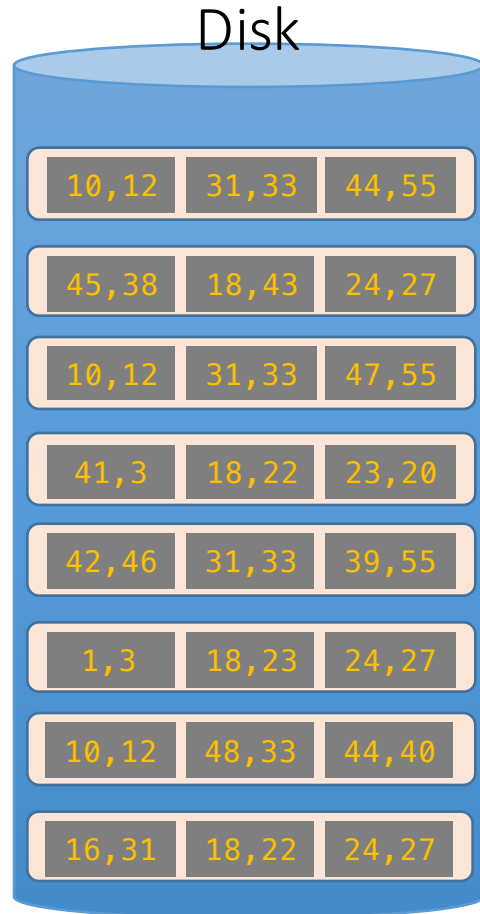 Disk
10,12 31,33 44,55
45,38 18,43 24,27
10,12 31,33 47,55
41,3 18,22 23,20
42,46 31,33 39,55
1,3 18,23 24,27
10,12 48,33 44,40
16,31 18,22 24,27